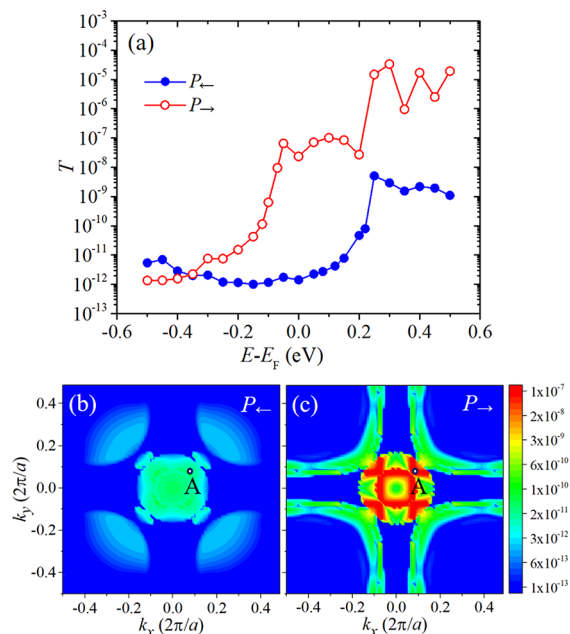 10⁻³
10⁻⁴
10⁻⁵
10⁻⁶
10⁻⁷
10⁻⁸
10⁻⁹
10⁻¹⁰
10⁻¹¹
10⁻¹²
10⁻¹³
T
(a)
P←
P→
-0.6 -0.4 -0.2 0.0 0.2 0.4 0.6
E-E_F (eV)
(b) P←
A
0.4
0.2
0.0
-0.2
-0.4
k_y (2π/a)
-0.4 -0.2 0.0 0.2 0.4
k_x (2π/a)
(c) P→
A
-0.4 -0.2 0.0 0.2 0.4
k_x (2π/a)
1x10⁻⁷
2x10⁻⁸
3x10⁻⁹
6x10⁻¹⁰
1x10⁻¹⁰
2x10⁻¹¹
3x10⁻¹²
6x10⁻¹³
1x10⁻¹³